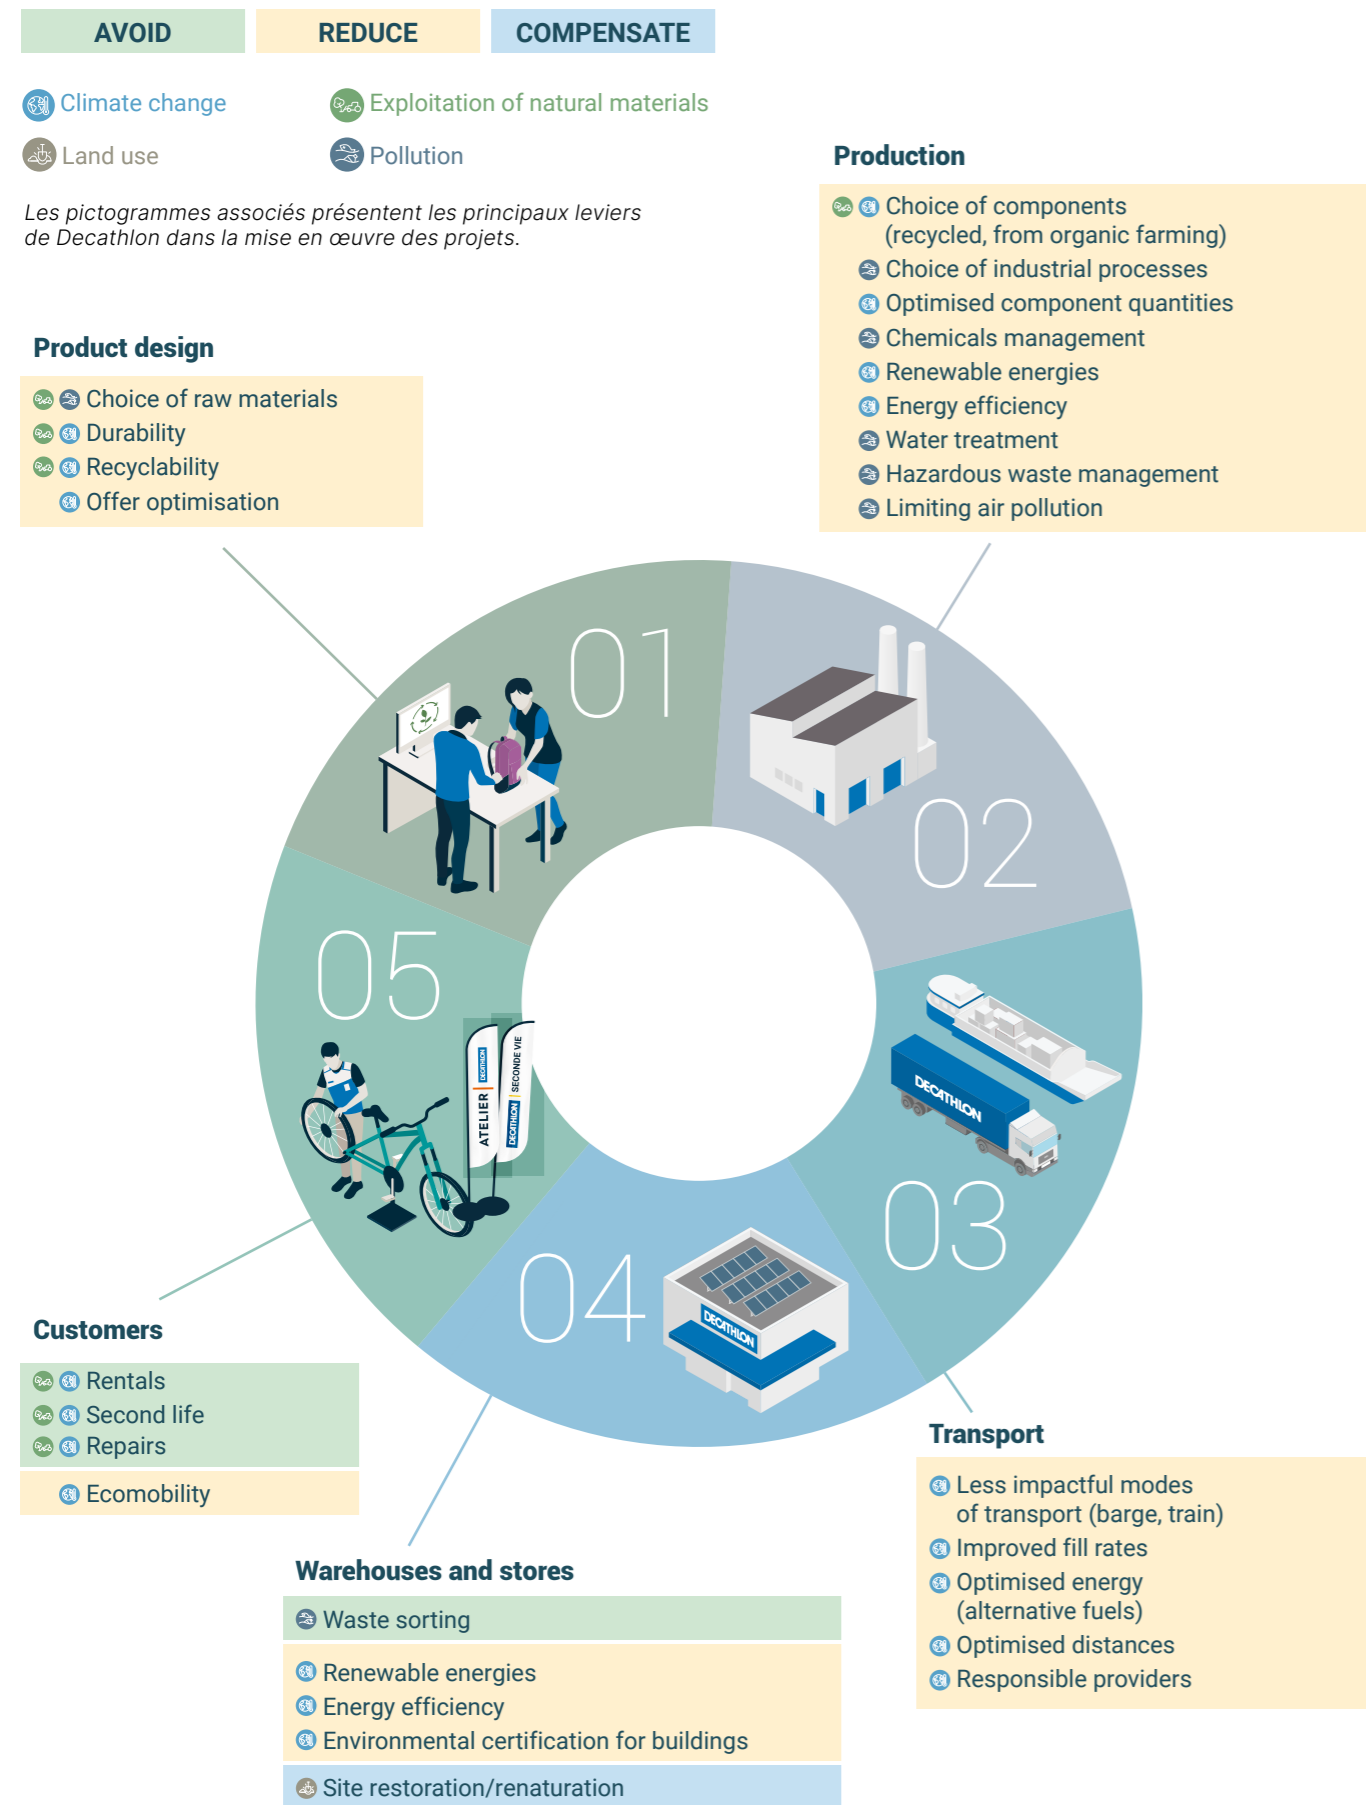 AVOID
REDUCE
COMPENSATE
Climate change
Exploitation of natural materials
Land use
Pollution
Les pictogrammes associés présentent les principaux leviers
de Decathlon dans la mise en œuvre des projets.
Production
Choice of components
(recycled, from organic farming)
Choice of industrial processes
Optimised component quantities
Chemicals management
Renewable energies
Energy efficiency
Water treatment
Hazardous waste management
Limiting air pollution
Product design
Choice of raw materials
Durability
Recyclability
Offer optimisation
01
02
03
DECATHLON
04
DECATHLON
05
ATELIER DECATHLON
DECATHLON SECONDE VIE
Customers
Rentals
Second life
Repairs
Ecomobility
Transport
Less impactful modes
of transport (barge, train)
Improved fill rates
Optimised energy
(alternative fuels)
Optimised distances
Responsible providers
Warehouses and stores
Waste sorting
Renewable energies
Energy efficiency
Environmental certification for buildings
Site restoration/renaturation